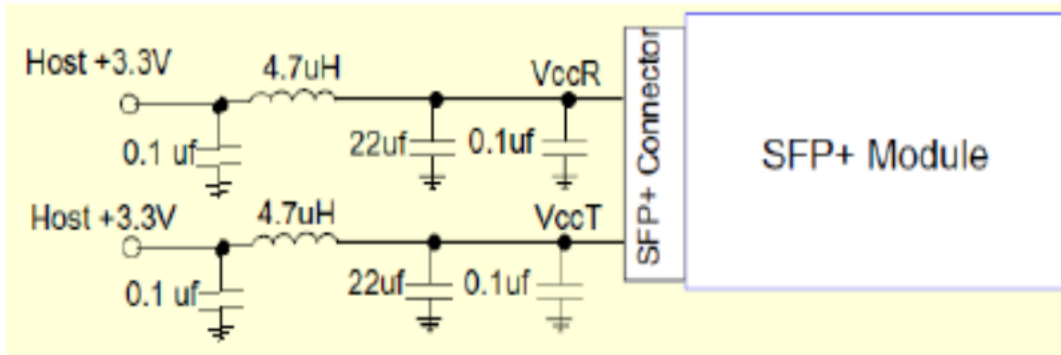 Host +3.3V
4.7uH
VccR
0.1 uf
22uf
0.1uf
Host +3.3V
4.7uH
VccT
0.1 uf
22uf
0.1uf
SFP+ Connector
SFP+ Module